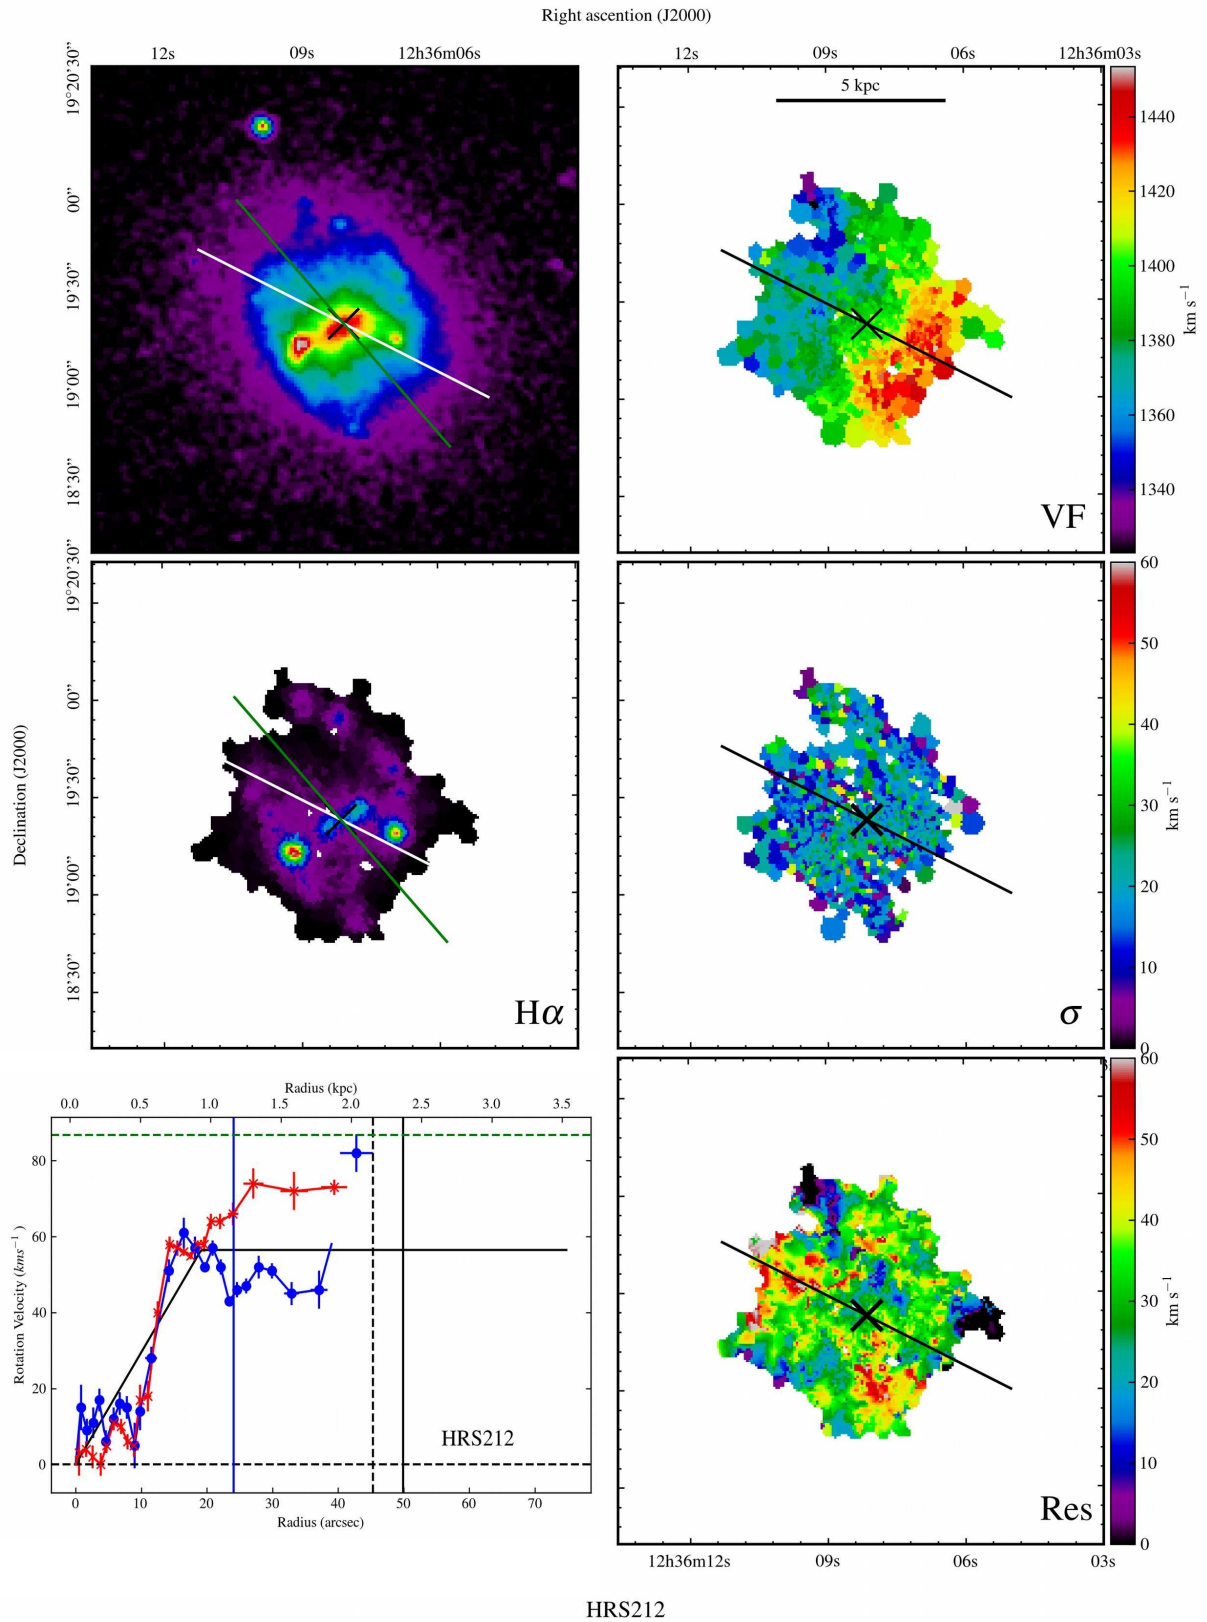 Right ascention (J2000)
12s 09s 12h36m06s 12s 09s 06s 12h36m03s
19°20'30” 00” 19'30” 19'00” 18'30”
5 kpc
VF
1440
1420
1400
1380
1360
1340
km s⁻¹
Declination (J2000)
19°20'30” 00” 19'30” 19'00” 18'30”
Hα
σ
60
50
40
30
20
10
0
km s⁻¹
Radius (kpc)
0.0 0.5 1.0 1.5 2.0 2.5 3.0 3.5
Rotation Velocity (kms⁻¹)
80
60
40
20
0
HRS212
0 10 20 30 40 50 60 70
Radius (arcsec)
Res
60
50
40
30
20
10
0
km s⁻¹
12h36m12s 09s 06s 03s
HRS212